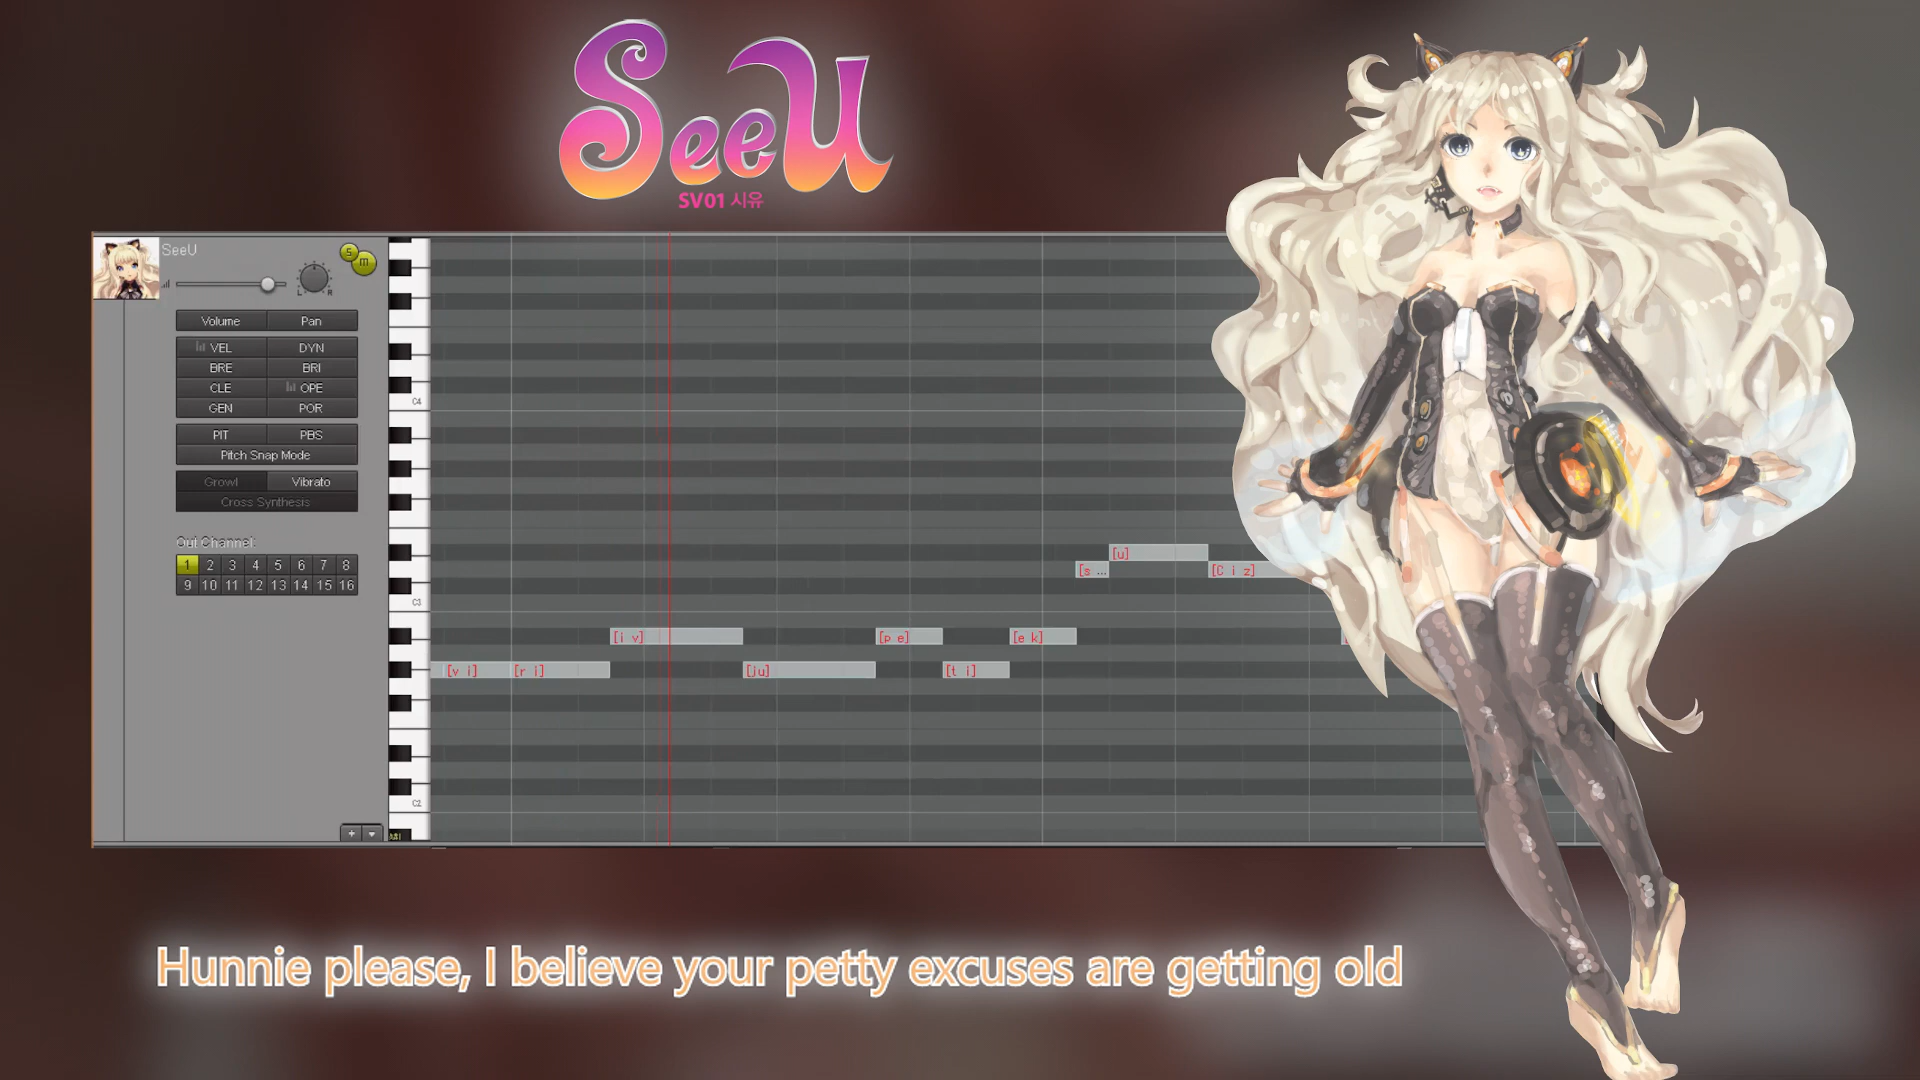 SeeU
SV01 시유
SeeU
S
m
L R
Volume Pan
VEL DYN
BRE BRI
CLE OPE
GEN POR
PIT PBS
Pitch Snap Mode
Growl Vibrato
Cross Synthesis
Out Channel:
1 2 3 4 5 6 7 8
9 10 11 12 13 14 15 16
C4
C3
C2
[u]
[s ...
[C i z]
[i v]
[p e]
[e k]
[v i]
[r i]
[ju]
[t i]
Hunnie please, I believe your petty excuses are getting old